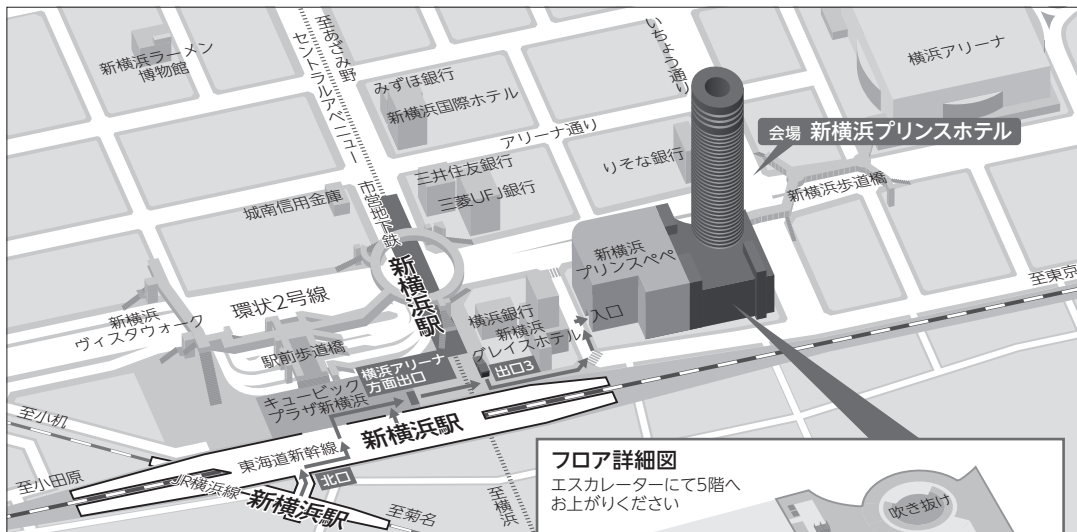 新横浜ラーメン
博物館
至あざみ野
セントラルアベニュー
みずほ銀行
新横浜国際ホテル
いちょう通り
横浜アリーナ
アリーナ通り
会場 新横浜プリンスホテル
りそな銀行
三井住友銀行
三菱UFJ銀行
新横浜歩道橋
城南信用金庫
市営地下鉄
新横浜駅
新横浜
プリンスペペ
至東京
環状2号線
新横浜
ヴィスタウォーク
駅前歩道橋
横浜銀行
新横浜
グレイスホテル
入口
横浜アリーナ
方面出口
出口3
キュービック
プラザ新横浜
至小机
新横浜駅
東海道新幹線
至小田原
JR横浜線
北口
新横浜駅
至菊名
至横浜
フロア詳細図
エスカレーターにて5階へ
お上がりください
吹き抜け